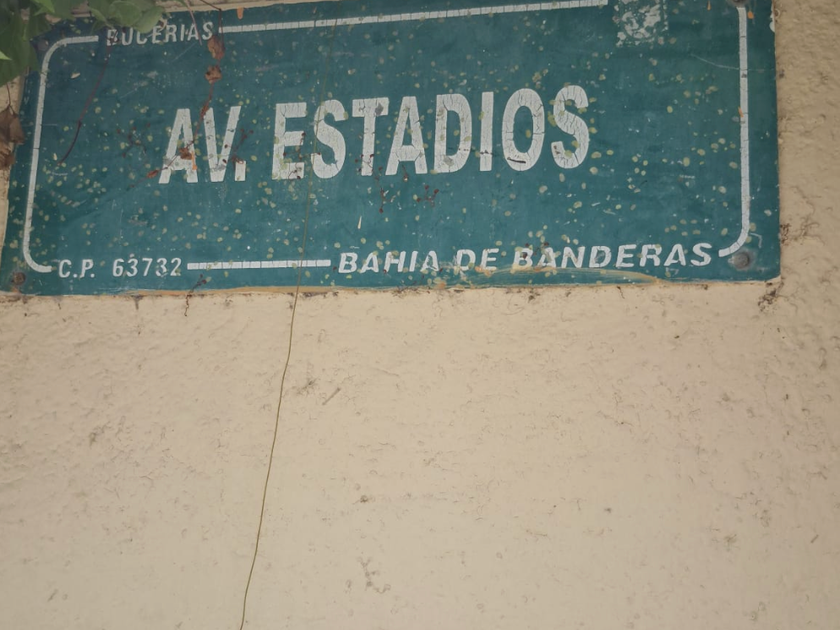 BUCERIAS
AV. ESTADIOS
C.P. 63732 BAHIA DE BANDERAS